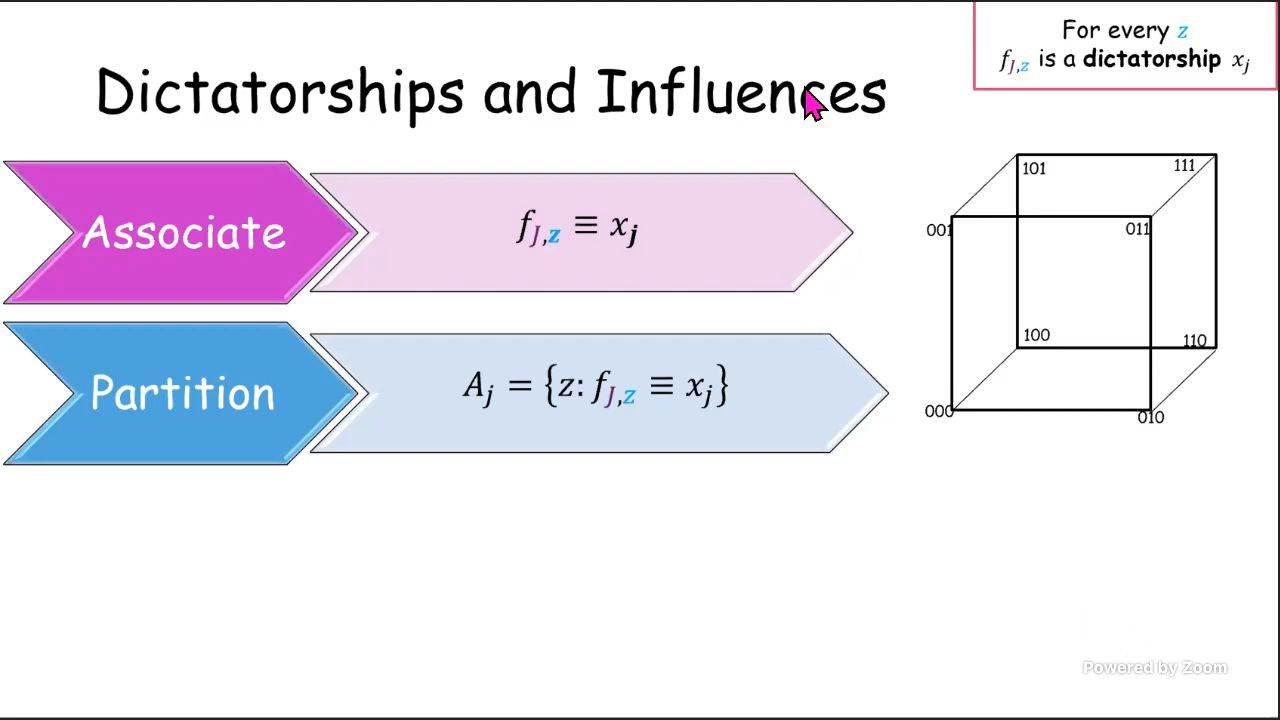 For every z
f_{J,z} is a dictatorship x_j
Dictatorships and Influences
Associate
f_{J,z} ≡ x_j
Partition
A_j = {z: f_{J,z} ≡ x_j}
101
111
001
011
100
110
000
010
Powered by Zoom